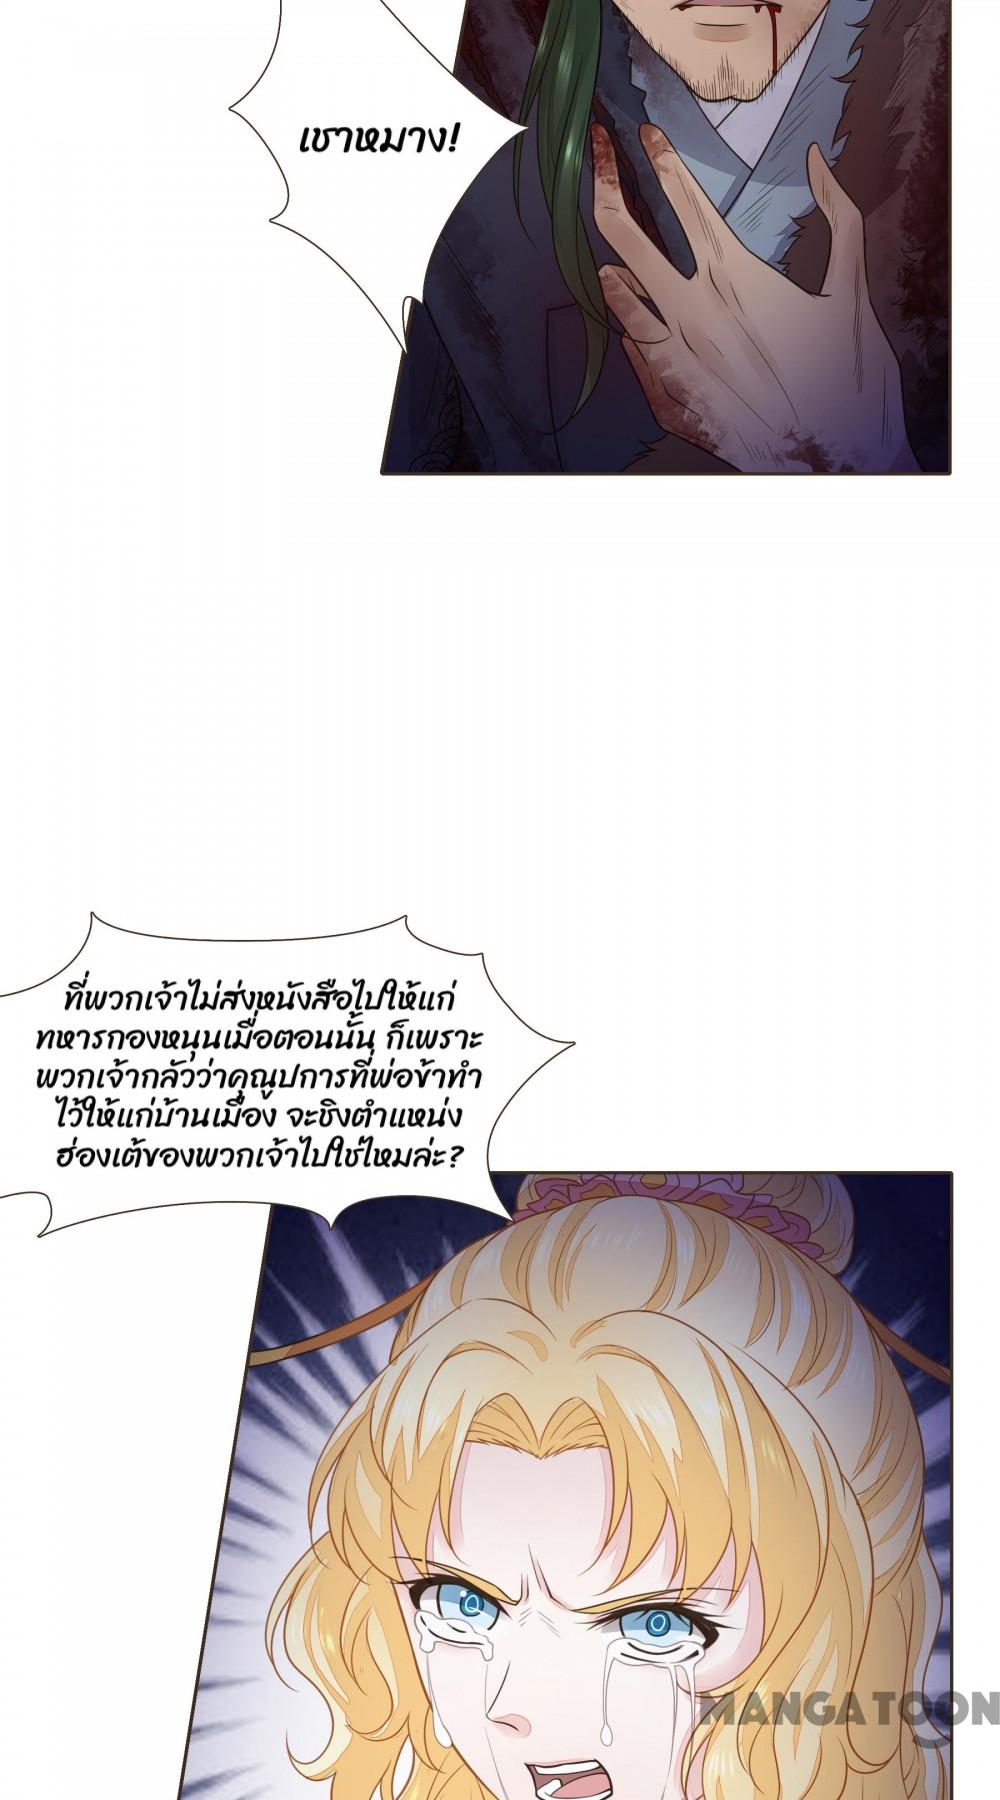 เชาหมาง!
ที่พวกเจ้าไม่ส่งหนังสือไปให้แก่
ทหารกองหนุนเมื่อตอนนั้น ก็เพราะ
พวกเจ้ากลัวว่าคุณูปการที่พ่อข้าทำ
ไว้ให้แก่บ้านเมือง จะชิงตำแหน่ง
ฮ่องเต้ของพวกเจ้าไปใช่ไหมล่ะ?
MANGATOON